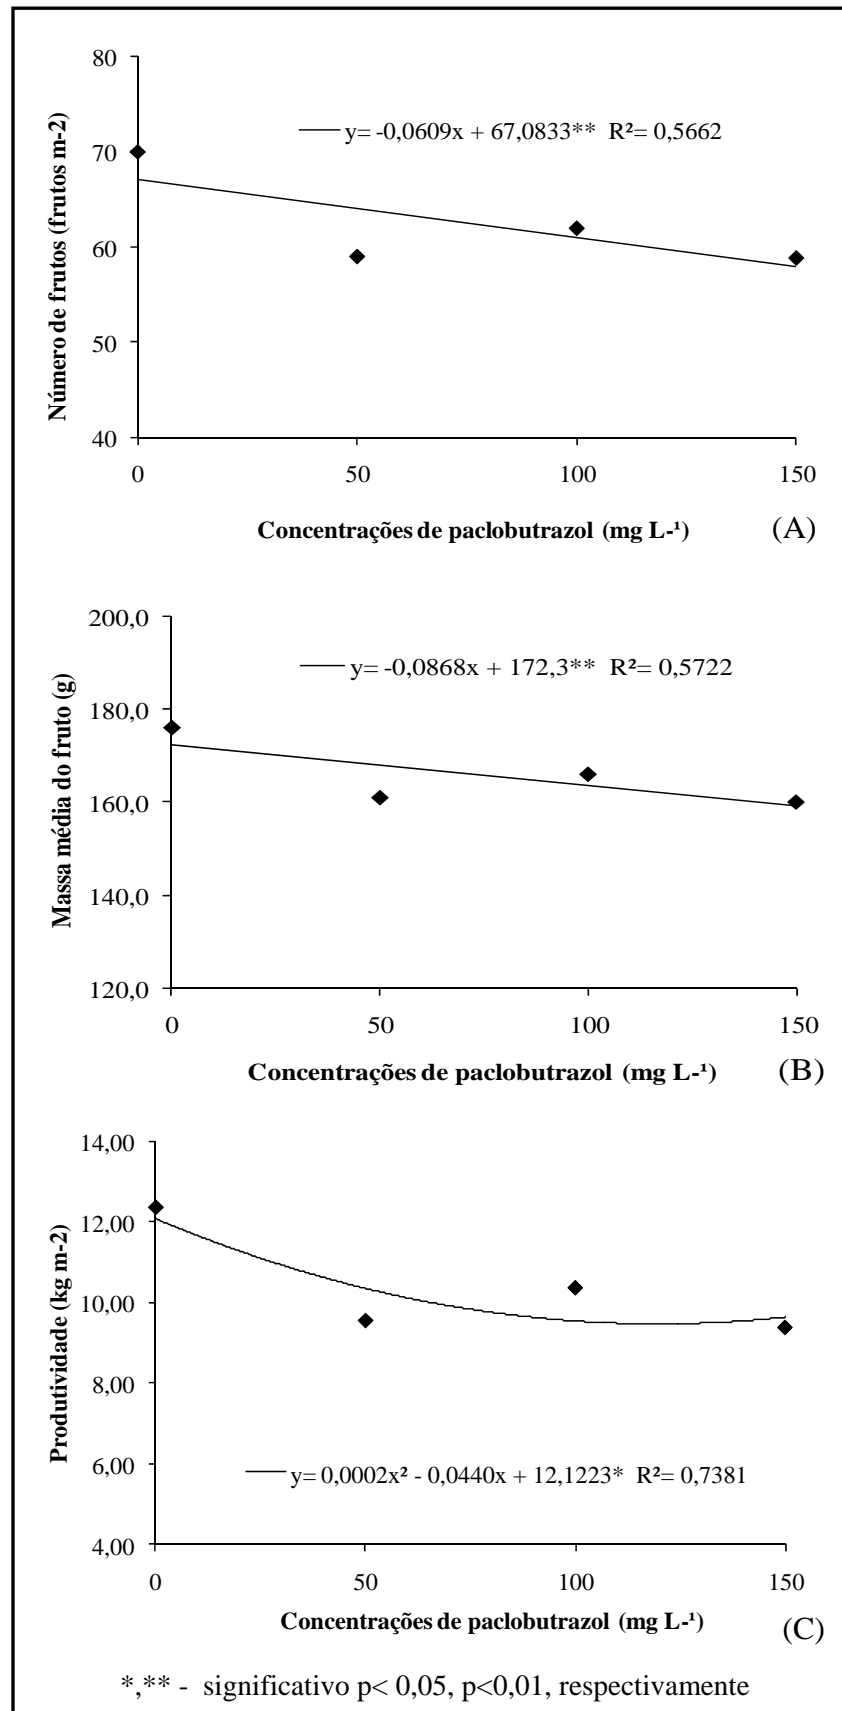 80
70
60
50
40
Número de frutos (frutos m-2)
y= -0,0609x + 67,0833** R²= 0,5662
0 50 100 150
Concentrações de paclobutrazol (mg L-¹) (A)
200,0
180,0
160,0
140,0
120,0
Massa média do fruto (g)
y= -0,0868x + 172,3** R²= 0,5722
0 50 100 150
Concentrações de paclobutrazol (mg L-¹) (B)
14,00
12,00
10,00
8,00
6,00
4,00
Produtividade (kg m-2)
y= 0,0002x² - 0,0440x + 12,1223* R²= 0,7381
0 50 100 150
Concentrações de paclobutrazol (mg L-¹) (C)
*,** - significativo p< 0,05, p<0,01, respectivamente